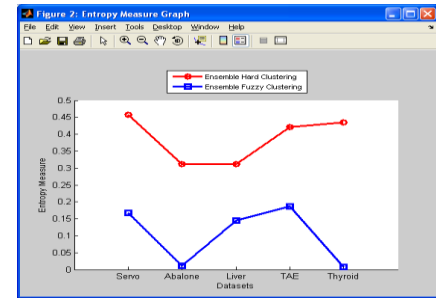 Figure 2: Entropy Measure Graph
File Edit View Insert Tools Desktop Window Help
Ensemble Hard Clustering
Ensemble Fuzzy Clustering
0.5
0.45
0.4
0.35
0.3
0.25
0.2
0.15
0.1
0.05
0
Entropy Measure
Servo Abalone Liver TAE Thyroid
Datasets